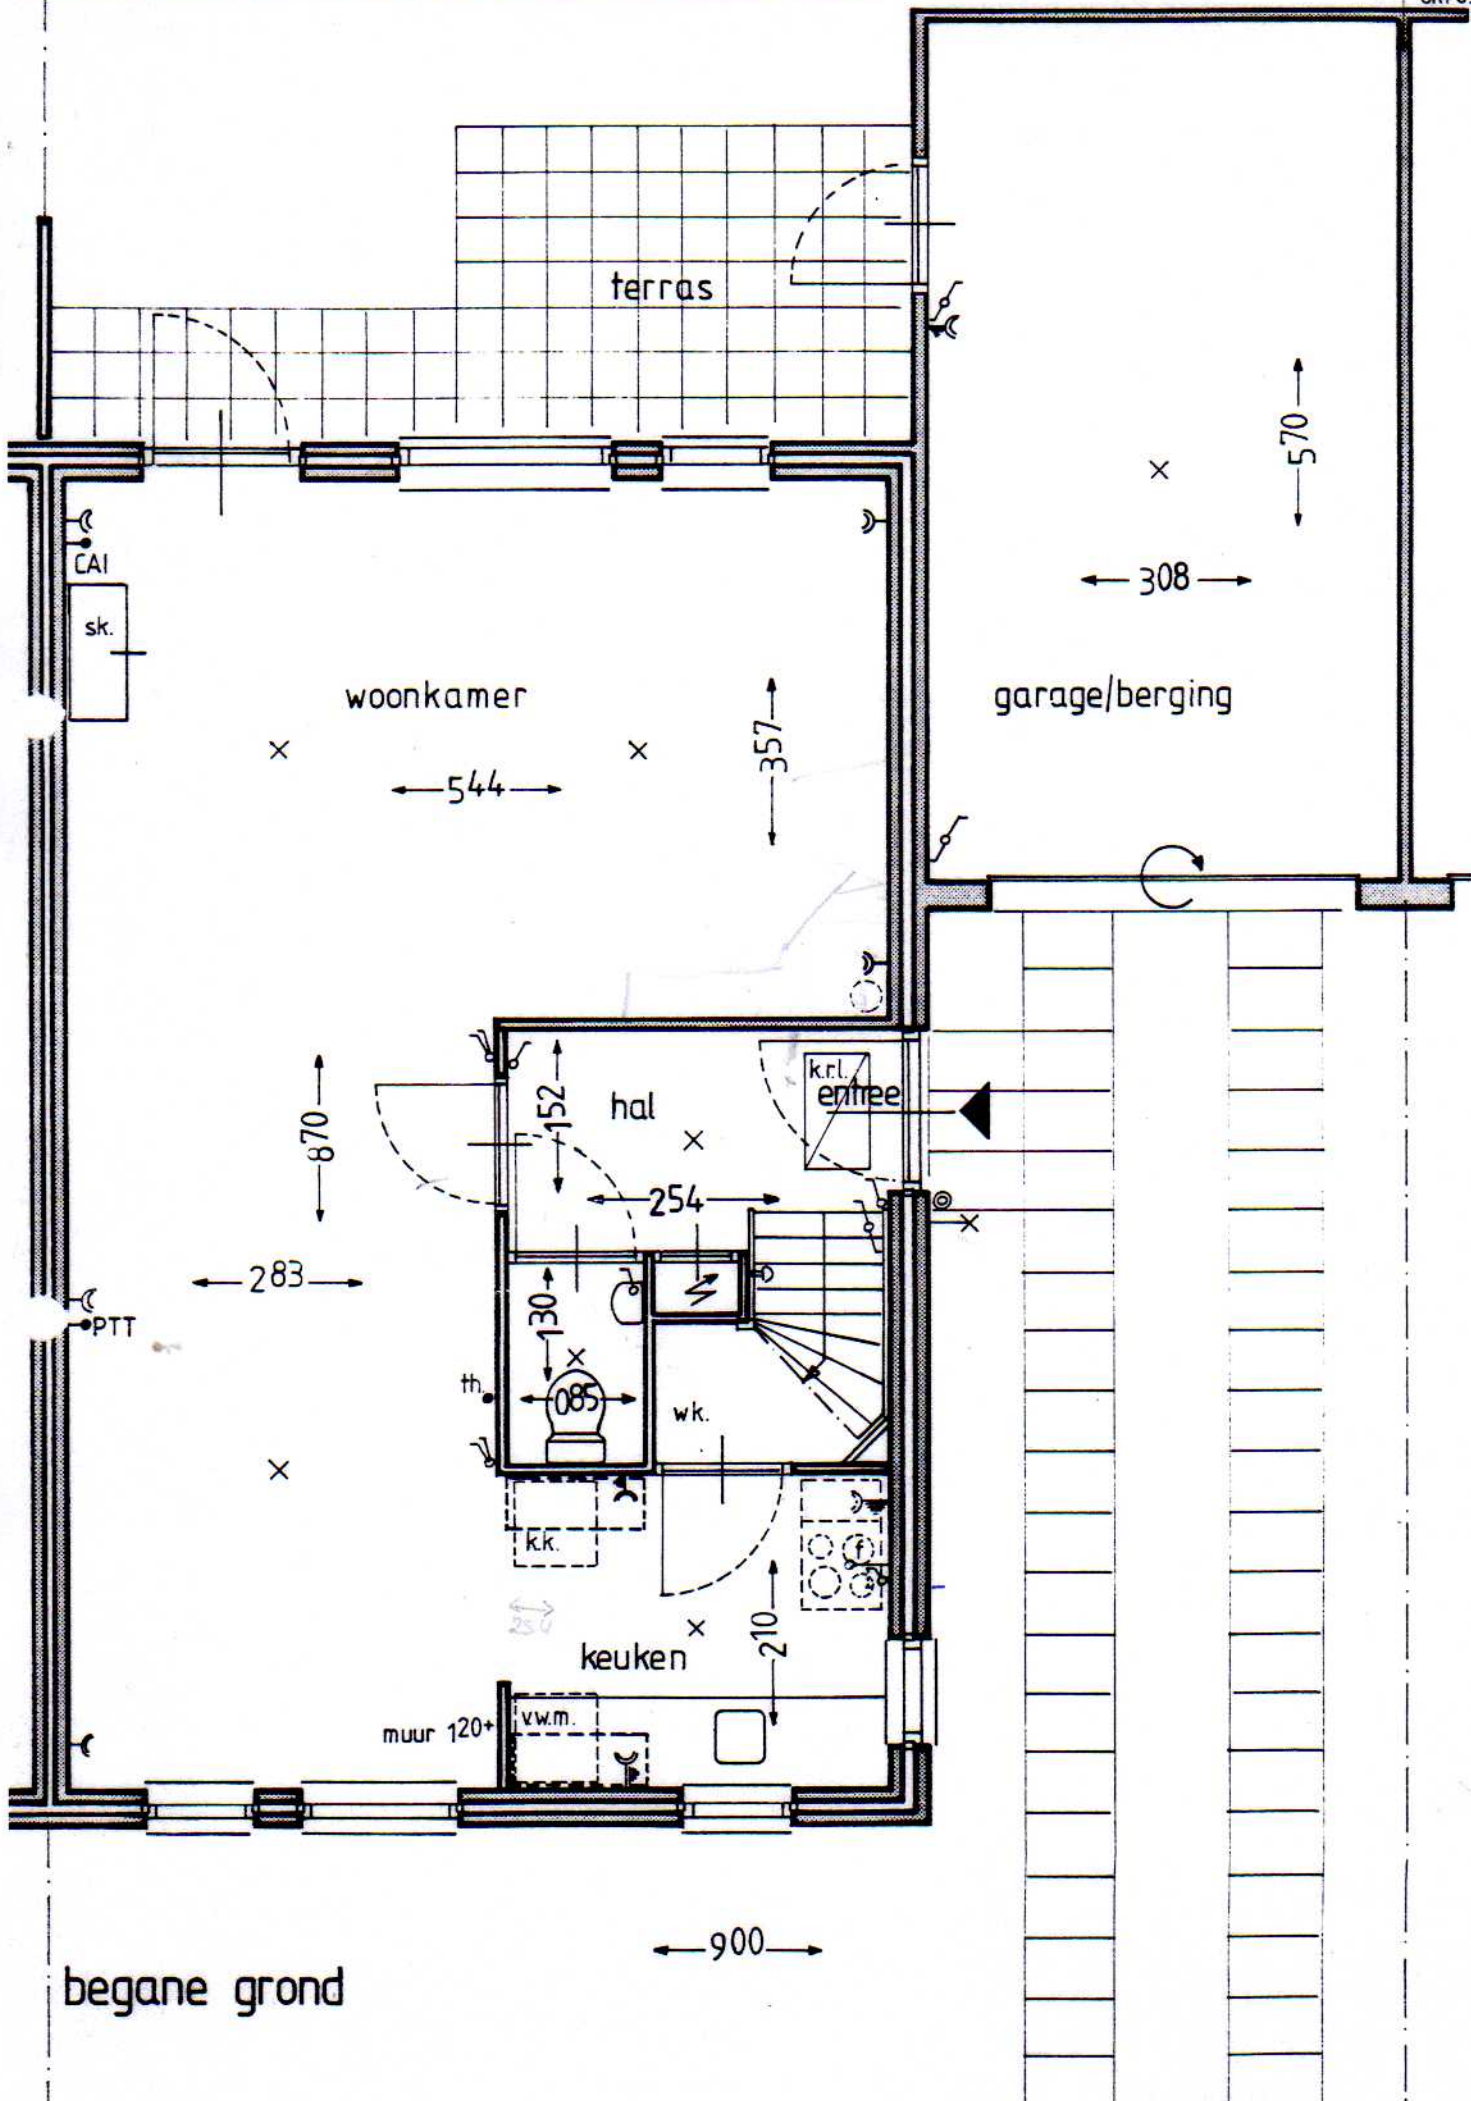 terras
570
308
CAI
sk.
woonkamer
garage/berging
357
544
k.r.l.
entree
hal
152
870
254
283
130
PTT
th.
085
wk.
k.k.
f
254
210
keuken
v.w.m.
muur 120+
900
begane grond